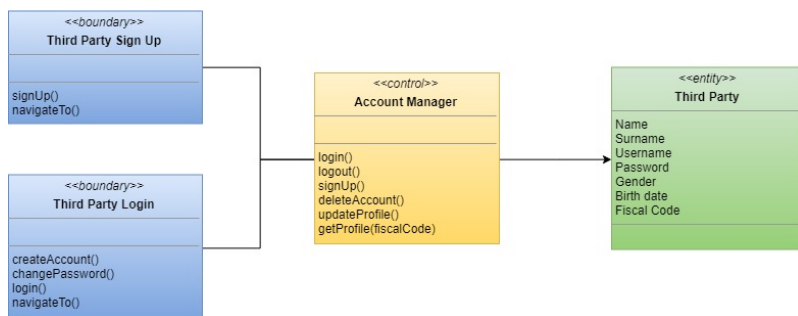 <<boundary>>
Third Party Sign Up
signUp()
navigateTo()
<<boundary>>
Third Party Login
createAccount()
changePassword()
login()
navigateTo()
<<control>>
Account Manager
login()
logout()
signUp()
deleteAccount()
updateProfile()
getProfile(fiscalCode)
<<entity>>
Third Party
Name
Surname
Username
Password
Gender
Birth date
Fiscal Code